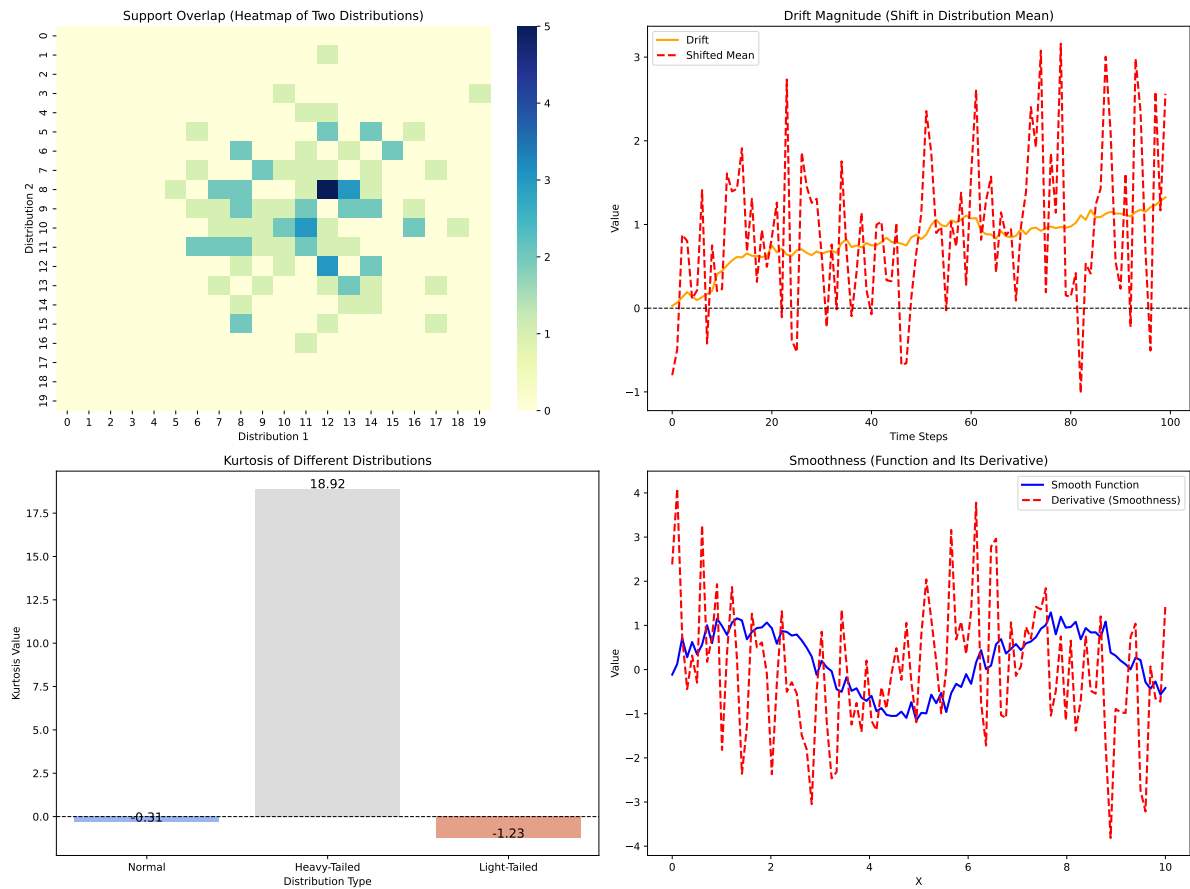 Support Overlap (Heatmap of Two Distributions)
Distribution 2
0
1
2
3
4
5
6
7
8
9
10
11
12
13
14
15
16
17
18
19
0 1 2 3 4 5 6 7 8 9 10 11 12 13 14 15 16 17 18 19
Distribution 1
5
4
3
2
1
0
Drift Magnitude (Shift in Distribution Mean)
Drift
Shifted Mean
Value
3
2
1
0
−1
0 20 40 60 80 100
Time Steps
Kurtosis of Different Distributions
Kurtosis Value
17.5
15.0
12.5
10.0
7.5
5.0
2.5
0.0
18.92
-0.31
-1.23
Normal Heavy-Tailed Light-Tailed
Distribution Type
Smoothness (Function and Its Derivative)
Smooth Function
Derivative (Smoothness)
Value
4
3
2
1
0
−1
−2
−3
−4
0 2 4 6 8 10
X